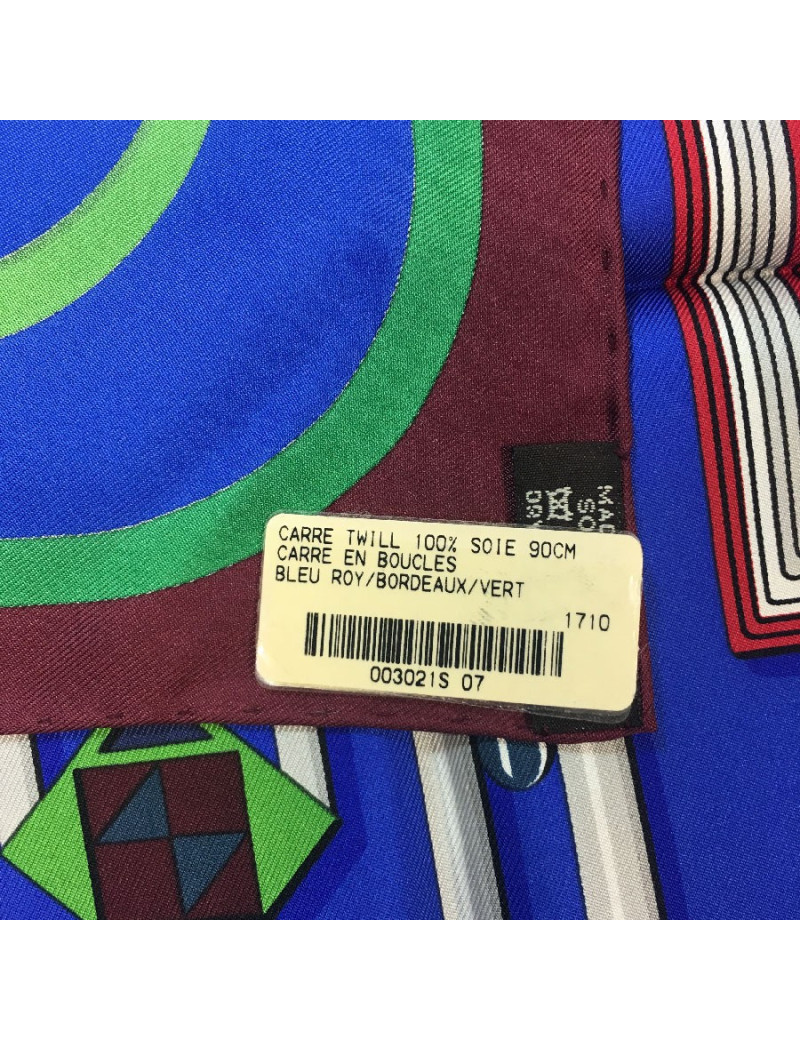 CARRE TWILL 100% SOIE 90CM
CARRE EN BOUCLES
BLEU ROY/BORDEAUX/VERT
1710
003021S 07